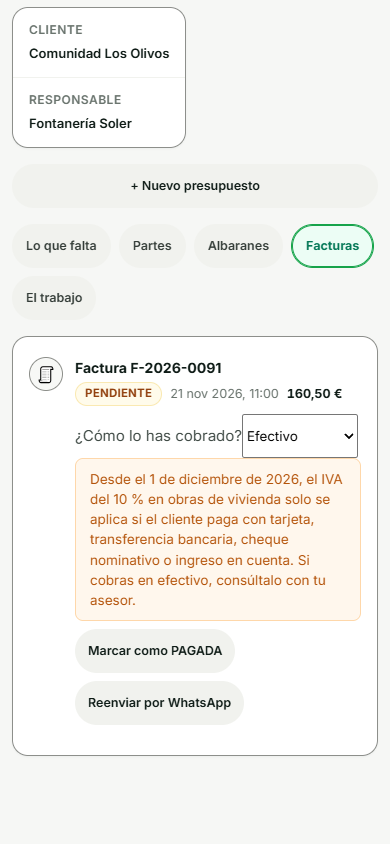 CLIENTE
Comunidad Los Olivos
RESPONSABLE
Fontanería Soler
+ Nuevo presupuesto
Lo que falta
Partes
Albaranes
Facturas
El trabajo
Factura F-2026-0091
PENDIENTE 21 nov 2026, 11:00 160,50 €
¿Cómo lo has cobrado? Efectivo
Desde el 1 de diciembre de 2026, el IVA
del 10 % en obras de vivienda solo se
aplica si el cliente paga con tarjeta,
transferencia bancaria, cheque
nominativo o ingreso en cuenta. Si
cobras en efectivo, consúltalo con tu
asesor.
Marcar como PAGADA
Reenviar por WhatsApp